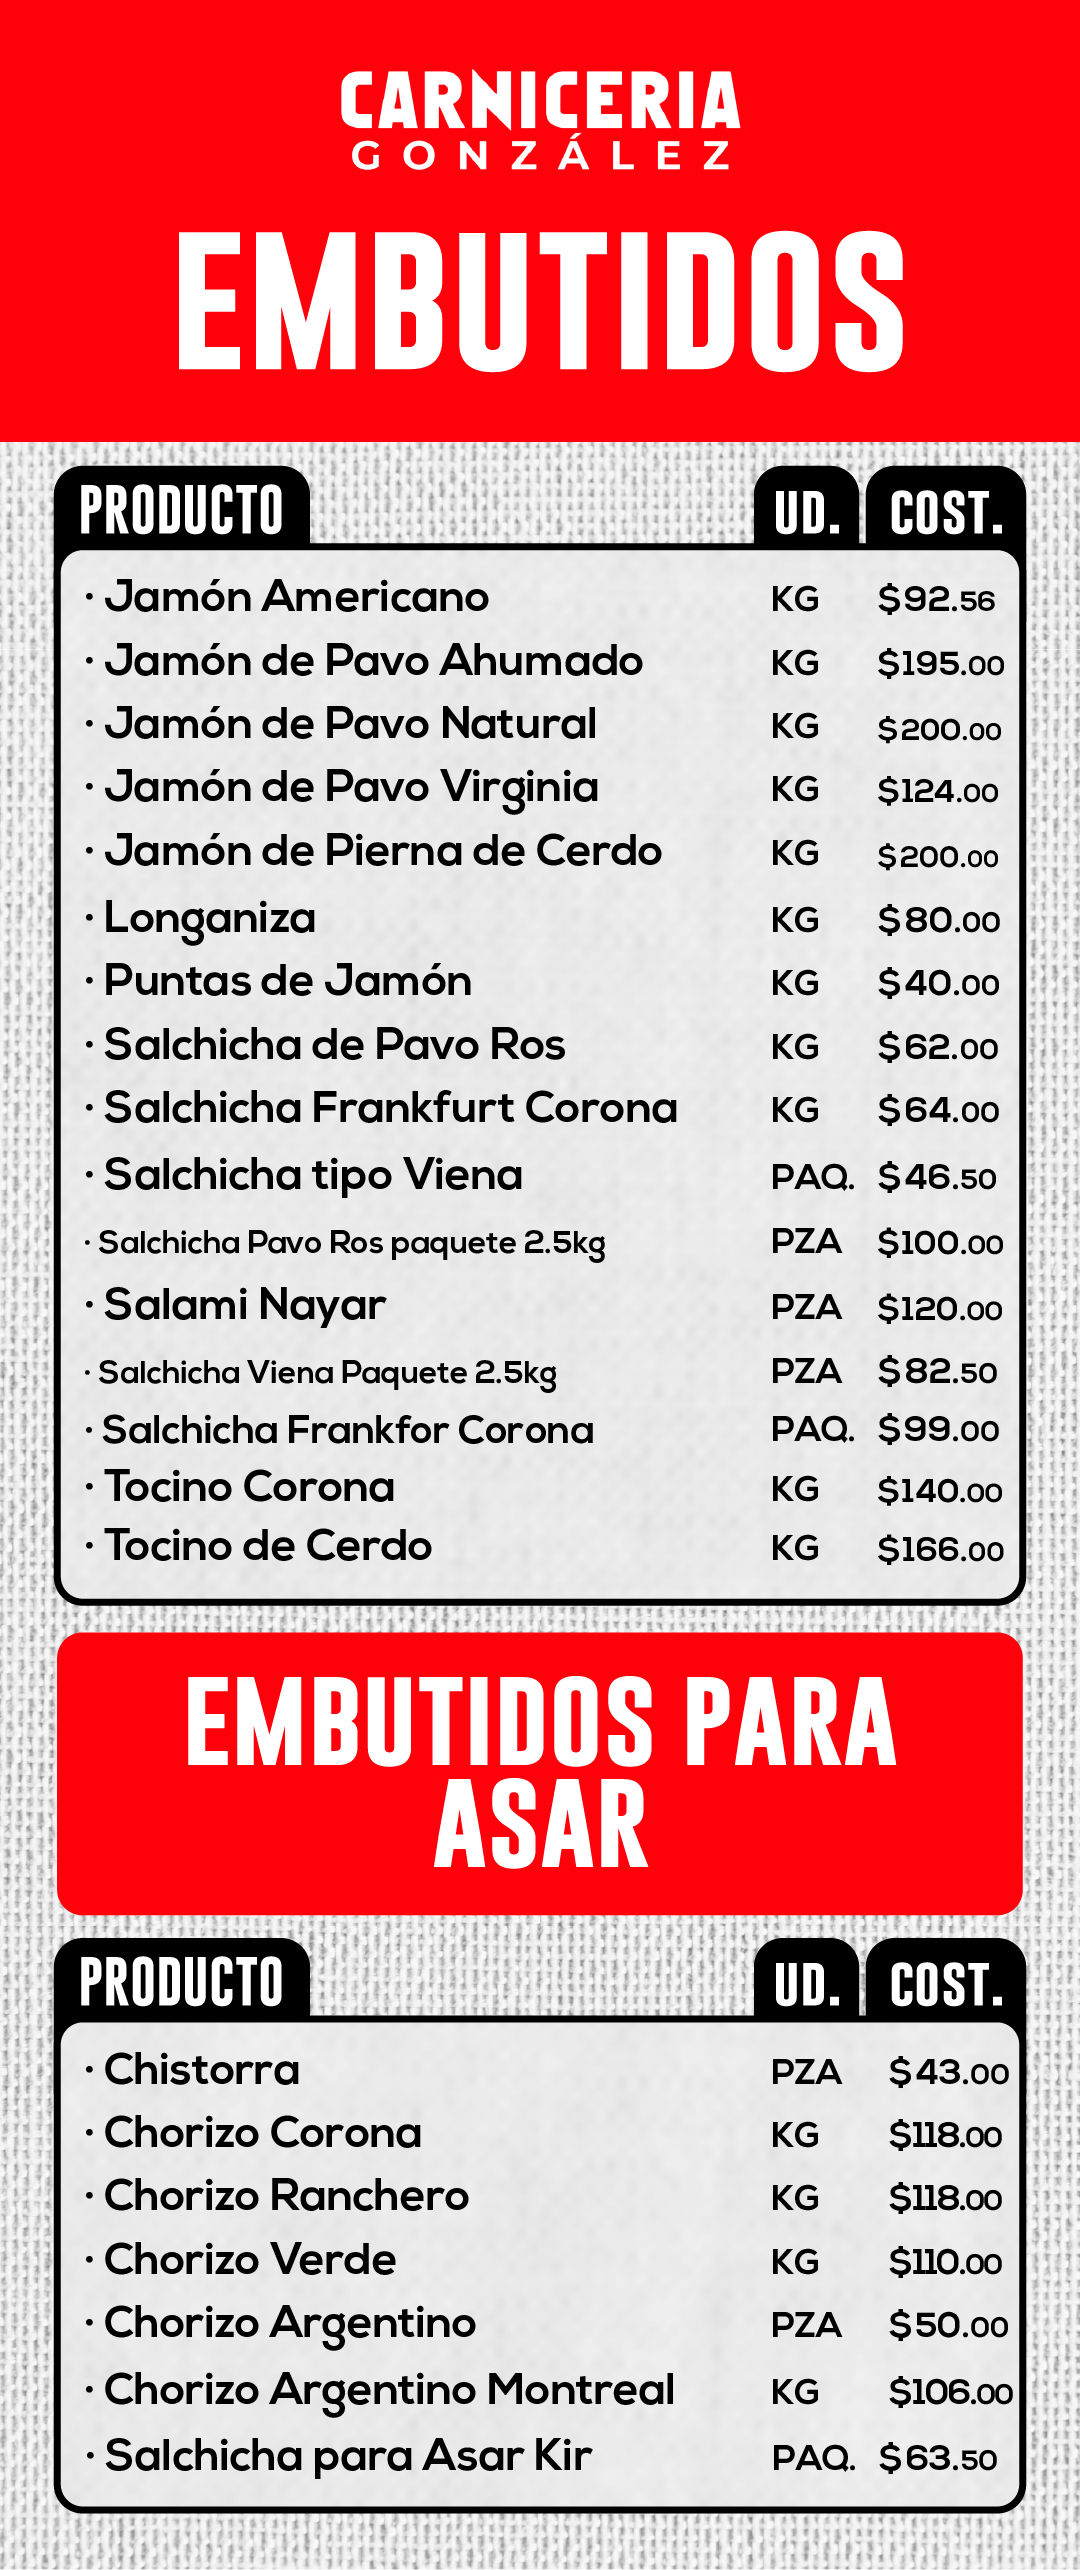 CARNICERIA
GONZÁLEZ
EMBUTIDOS
PRODUCTO UD. COST.
· Jamón Americano KG $92.56
· Jamón de Pavo Ahumado KG $195.00
· Jamón de Pavo Natural KG $200.00
· Jamón de Pavo Virginia KG $124.00
· Jamón de Pierna de Cerdo KG $200.00
· Longaniza KG $80.00
· Puntas de Jamón KG $40.00
· Salchicha de Pavo Ros KG $62.00
· Salchicha Frankfurt Corona KG $64.00
· Salchicha tipo Viena PAQ. $46.50
· Salchicha Pavo Ros paquete 2.5kg PZA $100.00
· Salami Nayar PZA $120.00
· Salchicha Viena Paquete 2.5kg PZA $82.50
· Salchicha Frankfor Corona PAQ. $99.00
· Tocino Corona KG $140.00
· Tocino de Cerdo KG $166.00
EMBUTIDOS PARA
ASAR
PRODUCTO UD. COST.
· Chistorra PZA $43.00
· Chorizo Corona KG $118.00
· Chorizo Ranchero KG $118.00
· Chorizo Verde KG $110.00
· Chorizo Argentino PZA $50.00
· Chorizo Argentino Montreal KG $106.00
· Salchicha para Asar Kir PAQ. $63.50